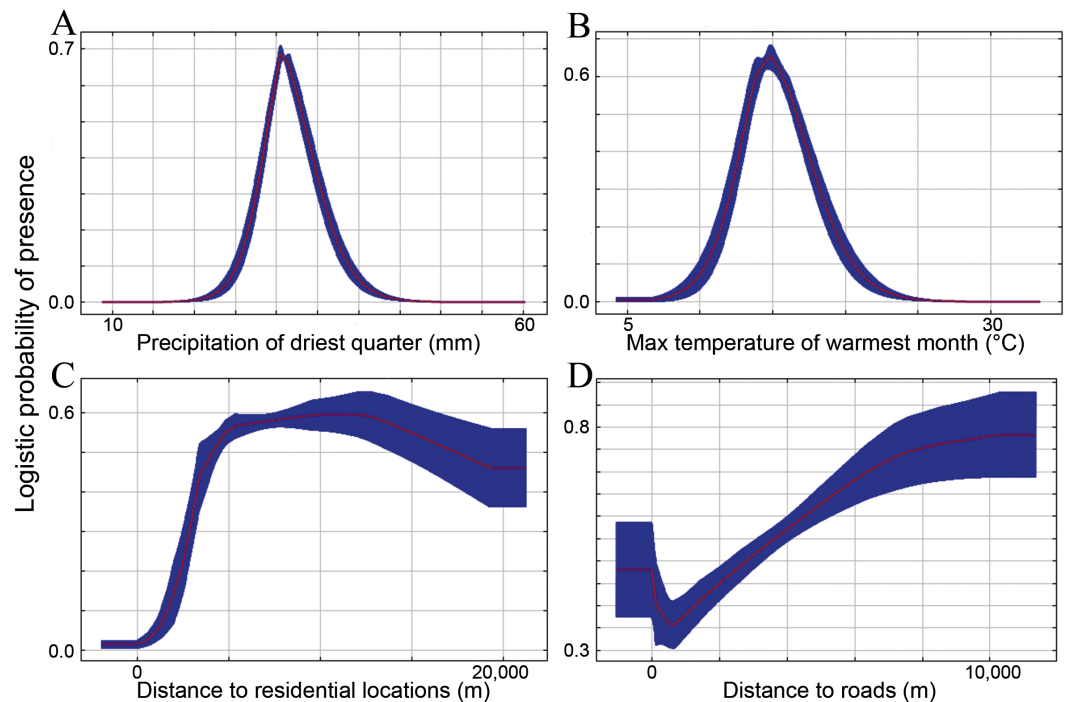 A
B
0.7
0.6
0.0
0.0
10
60
5
30
Precipitation of driest quarter (mm)
Max temperature of warmest month (°C)
Logistic probability of presence
C
D
0.6
0.8
0.0
0.3
0
20,000
0
10,000
Distance to residential locations (m)
Distance to roads (m)